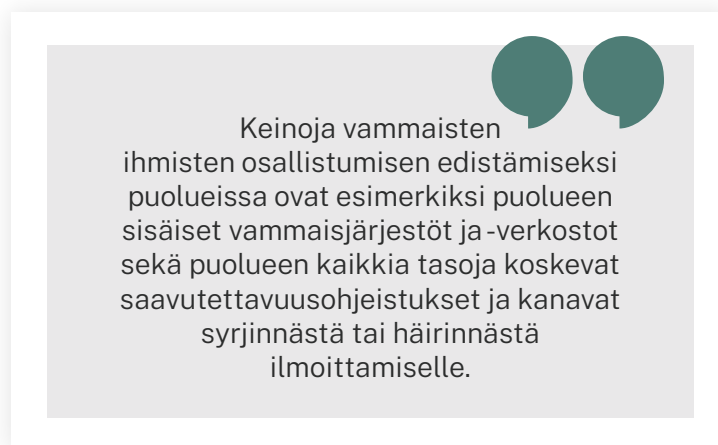 Keinoja vammaisten
ihmisten osallistumisen edistämiseksi
puolueissa ovat esimerkiksi puolueen
sisäiset vammaisjärjestöt ja -verkostot
sekä puolueen kaikkia tasoja koskevat
saavutettavuusohjeistukset ja kanavat
syrjinnästä tai häirinnästä
ilmoittamiselle.